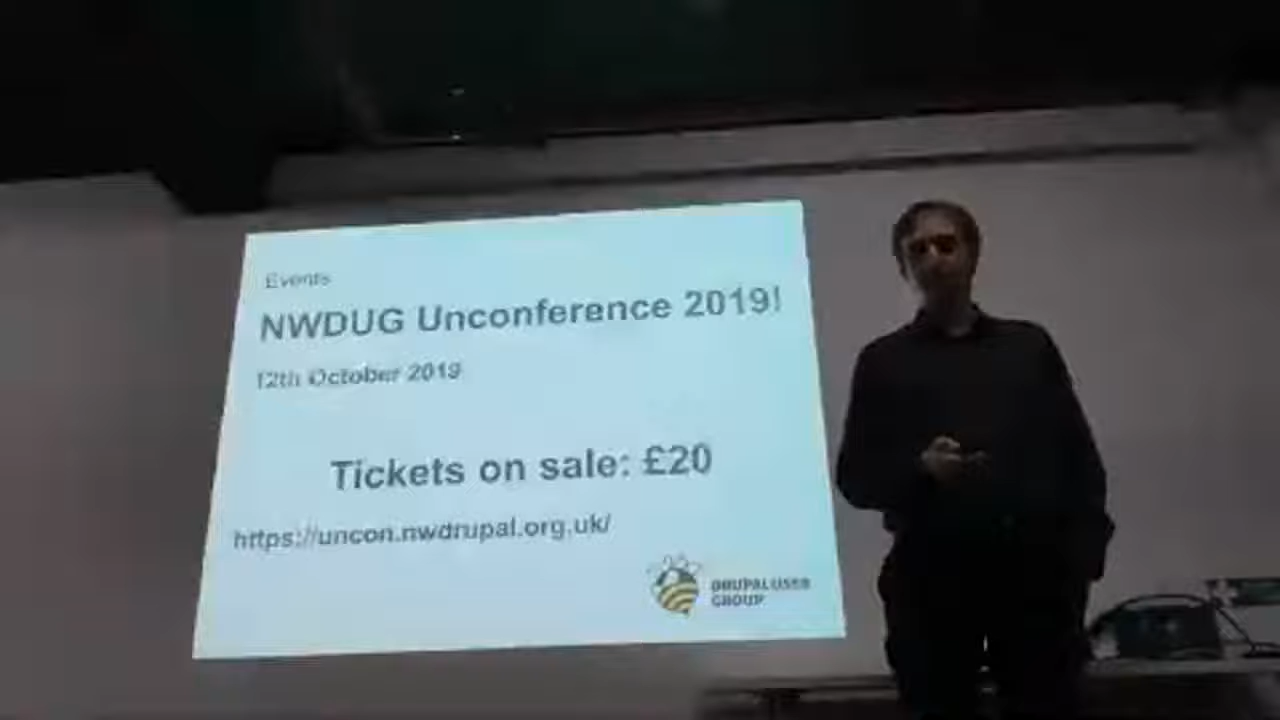 Events
NWDUG Unconference 2019!
12th October 2019
Tickets on sale: £20
https://uncon.nwdrupal.org.uk/
DRUPAL USER
GROUP